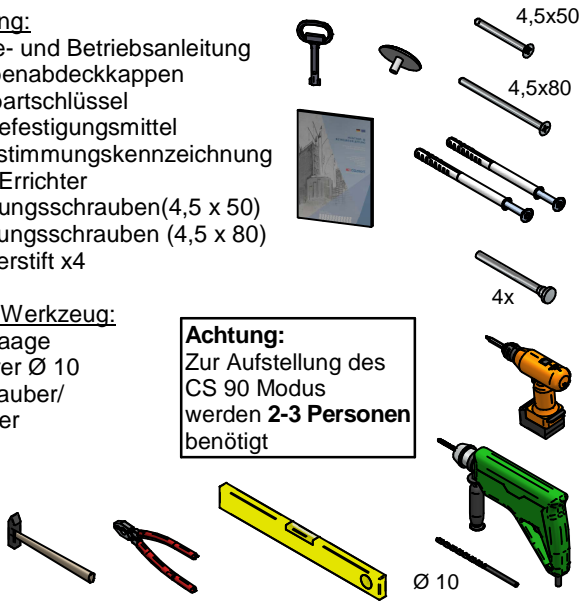 ng:
e- und Betriebsanleitung
benabdeckkappen
bartschlüssel
efestigungsmittel
stimmungskennzeichnung
Errichter
ungsschrauben(4,5 x 50)
ungsschrauben (4,5 x 80)
erstift x4
4,5x50
4,5x80
4x
Werkzeug:
aage
er Ø 10
auber/
er
Achtung:
Zur Aufstellung des
CS 90 Modus
werden 2-3 Personen
benötigt
Ø 10